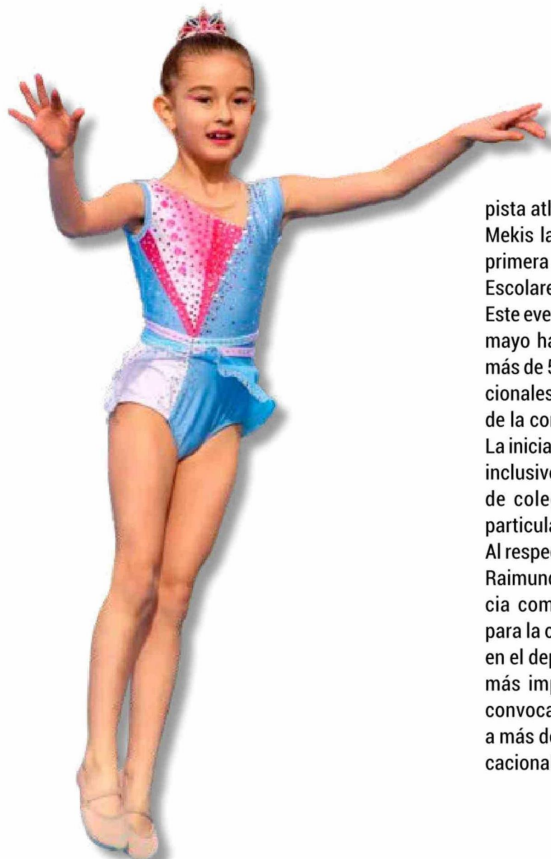 pista atl
Mekis la
primera
Escolare
Este eve
mayo ha
más de 5
cionales
de la co
La inicia
inclusiv
de cole
particula
Al respe
Raimund
cia com
para la c
en el dep
más imp
convoca
a más de
caciona